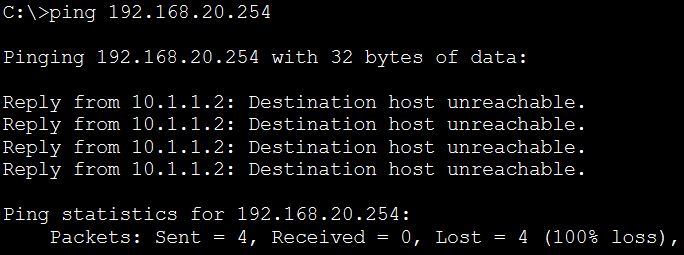 C:\>ping 192.168.20.254
Pinging 192.168.20.254 with 32 bytes of data:
Reply from 10.1.1.2: Destination host unreachable.
Reply from 10.1.1.2: Destination host unreachable.
Reply from 10.1.1.2: Destination host unreachable.
Reply from 10.1.1.2: Destination host unreachable.
Ping statistics for 192.168.20.254:
    Packets: Sent = 4, Received = 0, Lost = 4 (100% loss),